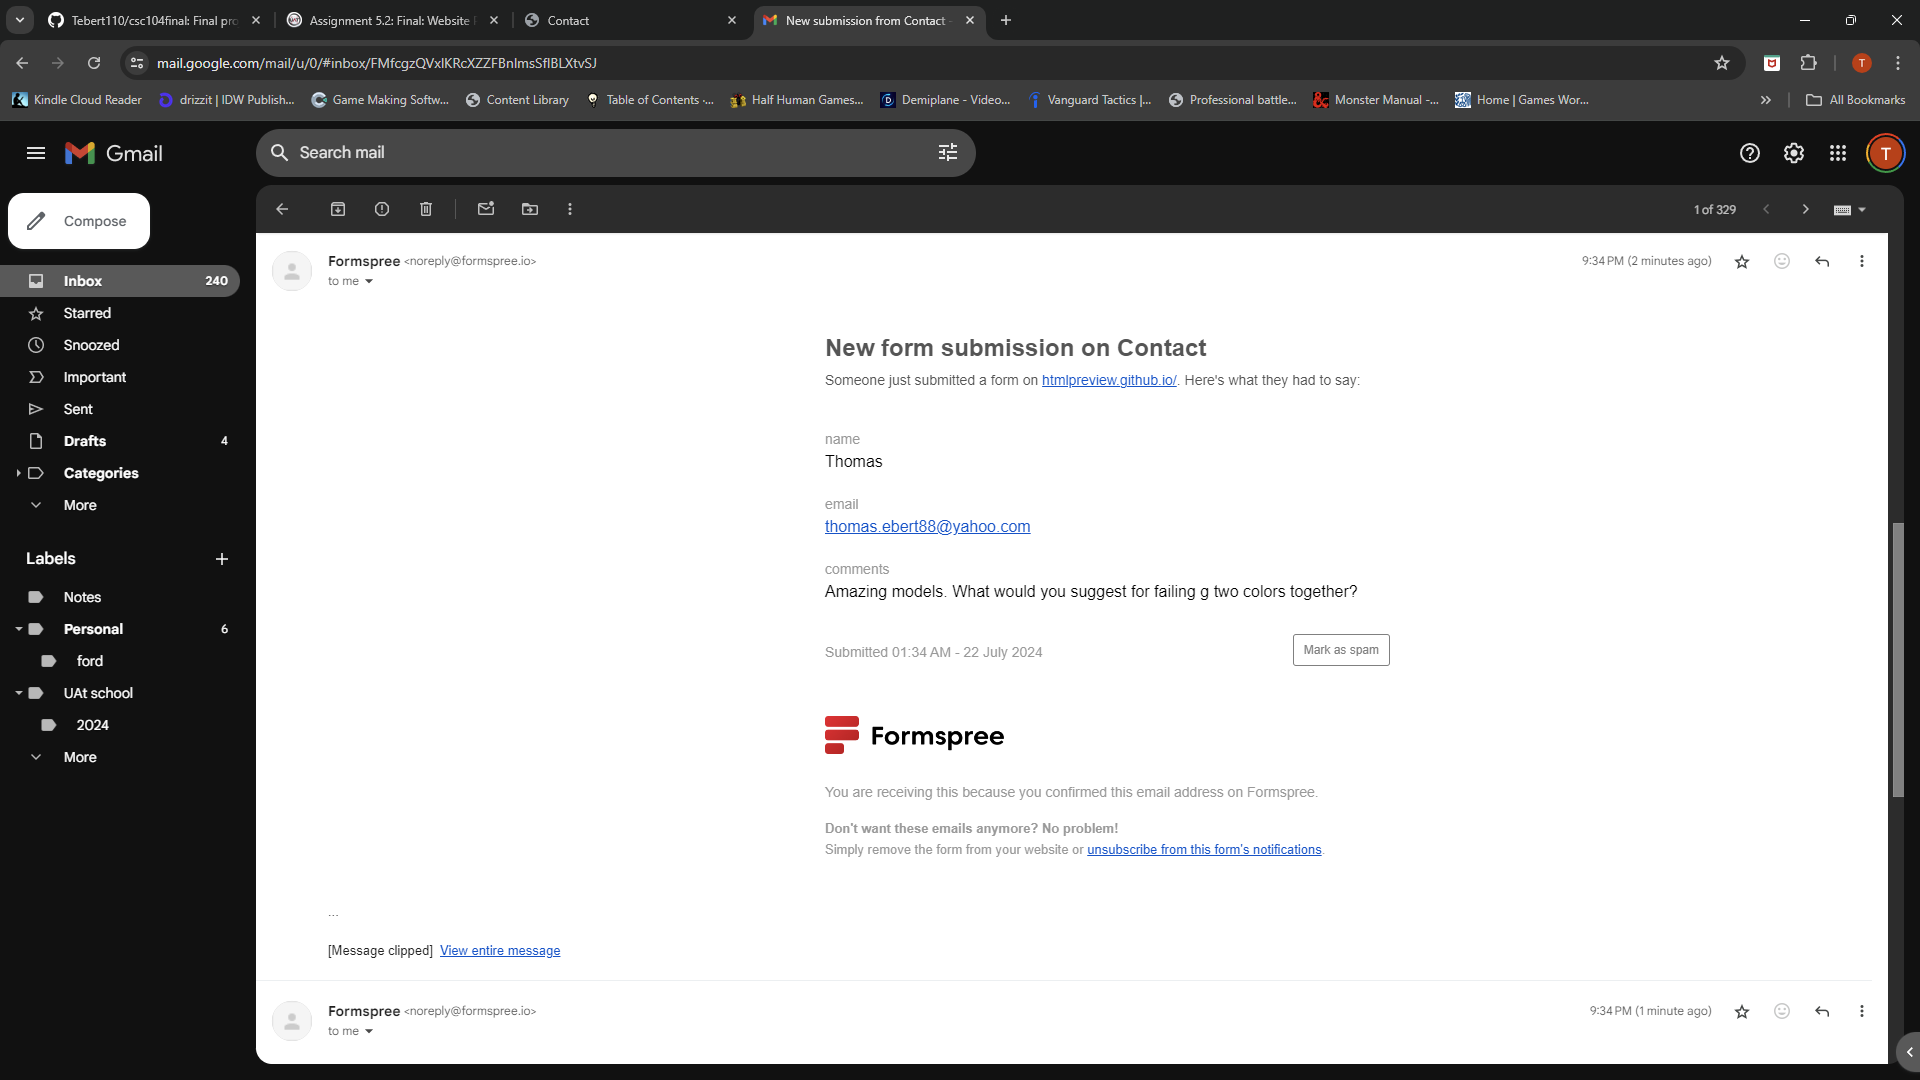 Tebert110/csc104final: Final pro
Assignment 5.2: Final: Website
Contact
New submission from Contact -
mail.google.com/mail/u/0/#inbox/FMfcgzQVxlKRcXZZFBnlmsSflBLXtvSJ
T
Kindle Cloud Reader
drizzit | IDW Publish...
Game Making Softw...
Content Library
Table of Contents -...
Half Human Games...
Demiplane - Video...
Vanguard Tactics |...
Professional battle...
Monster Manual -...
Home | Games Wor...
All Bookmarks
Gmail
Search mail
T
Compose
1 of 329
Inbox 240
Starred
Snoozed
Important
Sent
Drafts 4
Categories
More
Labels
Notes
Personal 6
ford
UAt school
2024
More
Formspree <noreply@formspree.io>
9:34 PM (2 minutes ago)
to me
New form submission on Contact
Someone just submitted a form on htmlpreview.github.io/. Here's what they had to say:
name
Thomas
email
thomas.ebert88@yahoo.com
comments
Amazing models. What would you suggest for failing g two colors together?
Submitted 01:34 AM - 22 July 2024
Mark as spam
Formspree
You are receiving this because you confirmed this email address on Formspree.
Don't want these emails anymore? No problem!
Simply remove the form from your website or unsubscribe from this form's notifications.
...
[Message clipped] View entire message
Formspree <noreply@formspree.io>
9:34 PM (1 minute ago)
to me